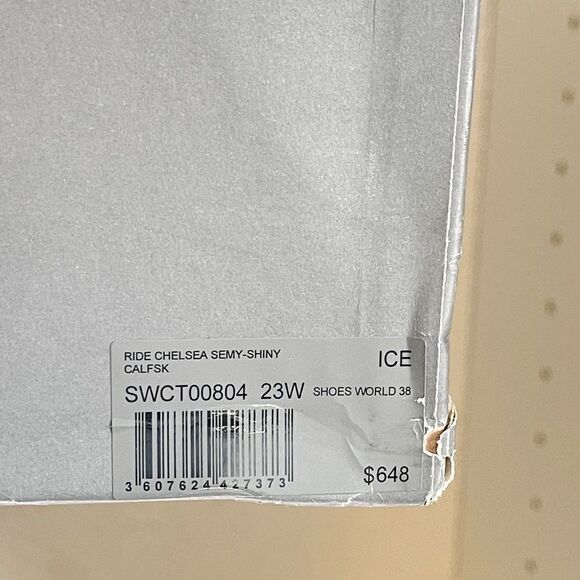 RIDE CHELSEA SEMY-SHINY ICE
CALFSK
SWCT00804 23W SHOES WORLD 38
3 607624 427373 $648